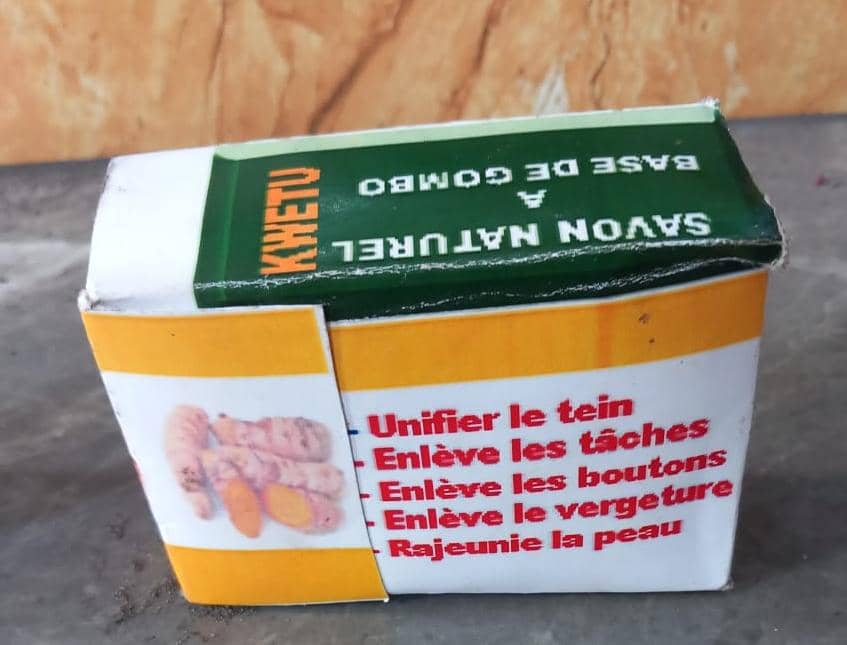 KWETU
SAVON NATUREL
A
BASE DE GOMBO
- Unifier le tein
- Enlève les tâches
- Enlève les boutons
- Enlève le vergeture
- Rajeunie la peau